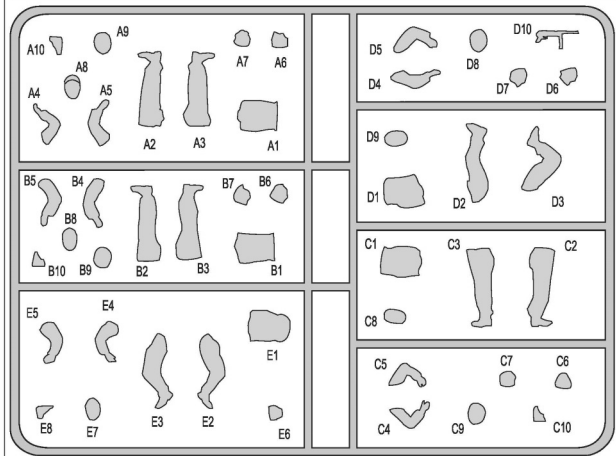 A10 A9 A7 A6
A8
A4 A5
A2 A3 A1
B5 B4 B7 B6
B8
B10 B9 B2 B3 B1
E5 E4
E1
E8 E7 E3 E2 E6
D5 D8 D10
D4 D7 D6
D9
D1 D2 D3
C1 C3 C2
C8
C5 C7 C6
C4 C9 C10